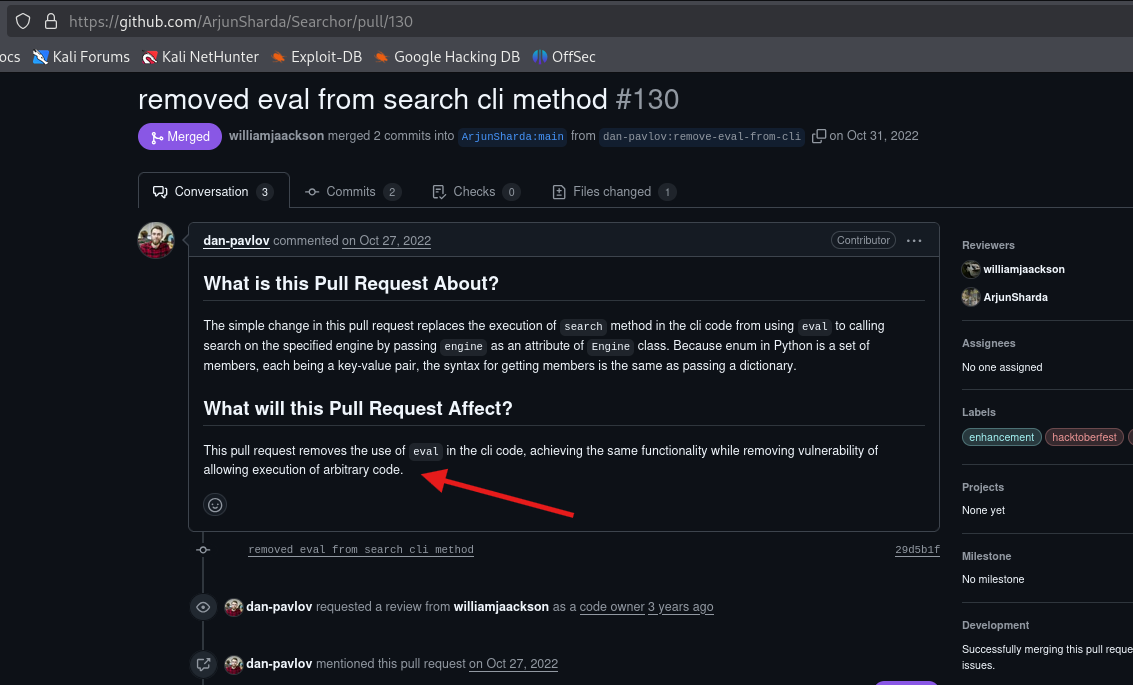 https://github.com/ArjunSharda/Searchor/pull/130
ocs Kali Forums Kali NetHunter Exploit-DB Google Hacking DB OffSec
removed eval from search cli method #130
Merged williamjaackson merged 2 commits into ArjunSharda:main from dan-pavlov:remove-eval-from-cli on Oct 31, 2022
Conversation 3 Commits 2 Checks 0 Files changed 1
dan-pavlov commented on Oct 27, 2022 Contributor
What is this Pull Request About?
The simple change in this pull request replaces the execution of search method in the cli code from using eval to calling
search on the specified engine by passing engine as an attribute of Engine class. Because enum in Python is a set of
members, each being a key-value pair, the syntax for getting members is the same as passing a dictionary.
What will this Pull Request Affect?
This pull request removes the use of eval in the cli code, achieving the same functionality while removing vulnerability of
allowing execution of arbitrary code.
removed eval from search cli method 29d5b1f
dan-pavlov requested a review from williamjaackson as a code owner 3 years ago
dan-pavlov mentioned this pull request on Oct 27, 2022
Reviewers
williamjaackson
ArjunSharda
Assignees
No one assigned
Labels
enhancement hacktoberfest
Projects
None yet
Milestone
No milestone
Development
Successfully merging this pull reque
issues.